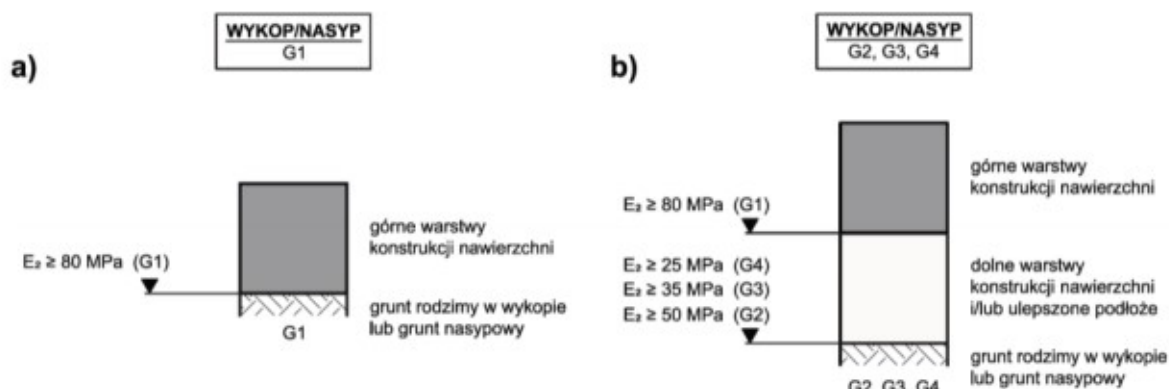 a)
WYKOP/NASYP
G1
górne warstwy
konstrukcji nawierzchni
E₂ ≥ 80 MPa (G1)
grunt rodzimy w wykopie
lub grunt nasypowy
G1
b)
WYKOP/NASYP
G2, G3, G4
górne warstwy
konstrukcji nawierzchni
E₂ ≥ 80 MPa (G1)
E₂ ≥ 25 MPa (G4)
E₂ ≥ 35 MPa (G3)
E₂ ≥ 50 MPa (G2)
dolne warstwy
konstrukcji nawierzchni
i/lub ulepszone podłoże
grunt rodzimy w wykopie
lub grunt nasypowy
G2, G3, G4